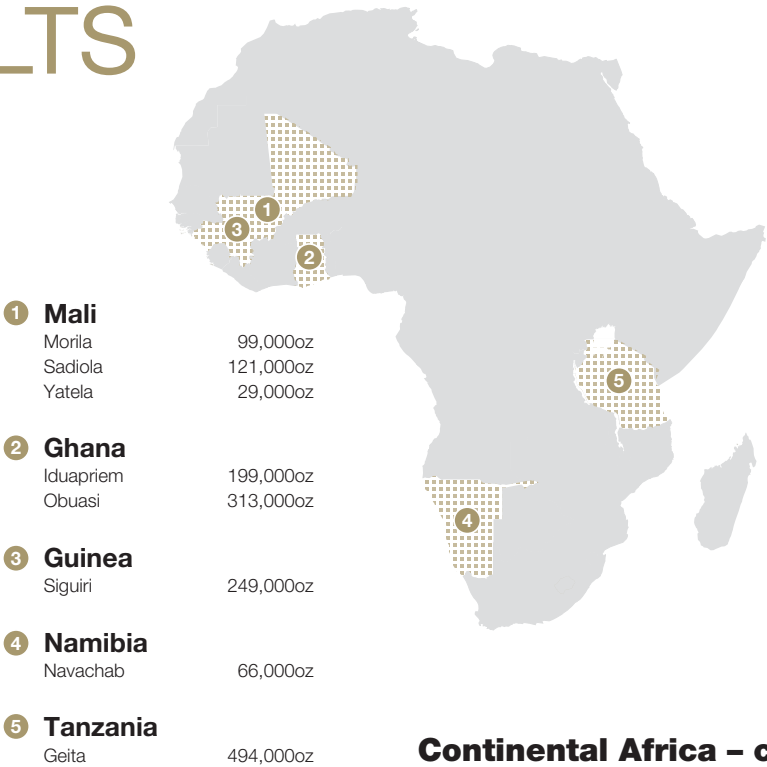 LTS
1 Mali
Morila 99,000oz
Sadiola 121,000oz
Yatela 29,000oz
2 Ghana
Iduapriem 199,000oz
Obuasi 313,000oz
3 Guinea
Siguiri 249,000oz
4 Namibia
Navachab 66,000oz
5 Tanzania
Geita 494,000oz
1
3
2
5
4
Continental Africa –